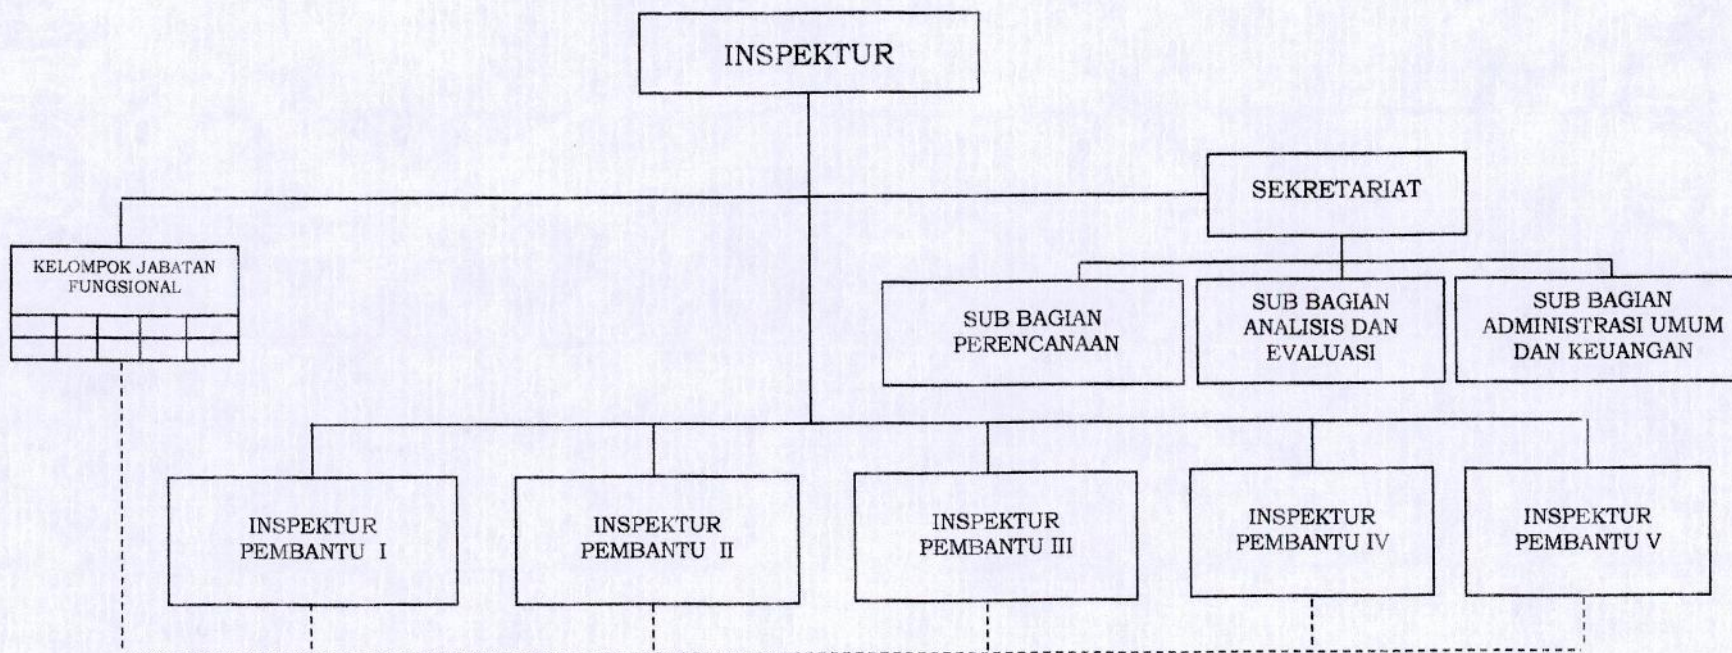 INSPEKTUR
SEKRETARIAT
KELOMPOK JABATAN
FUNGSIONAL
SUB BAGIAN
PERENCANAAN
SUB BAGIAN
ANALISIS DAN
EVALUASI
SUB BAGIAN
ADMINISTRASI UMUM
DAN KEUANGAN
INSPEKTUR
PEMBANTU I
INSPEKTUR
PEMBANTU II
INSPEKTUR
PEMBANTU III
INSPEKTUR
PEMBANTU IV
INSPEKTUR
PEMBANTU V